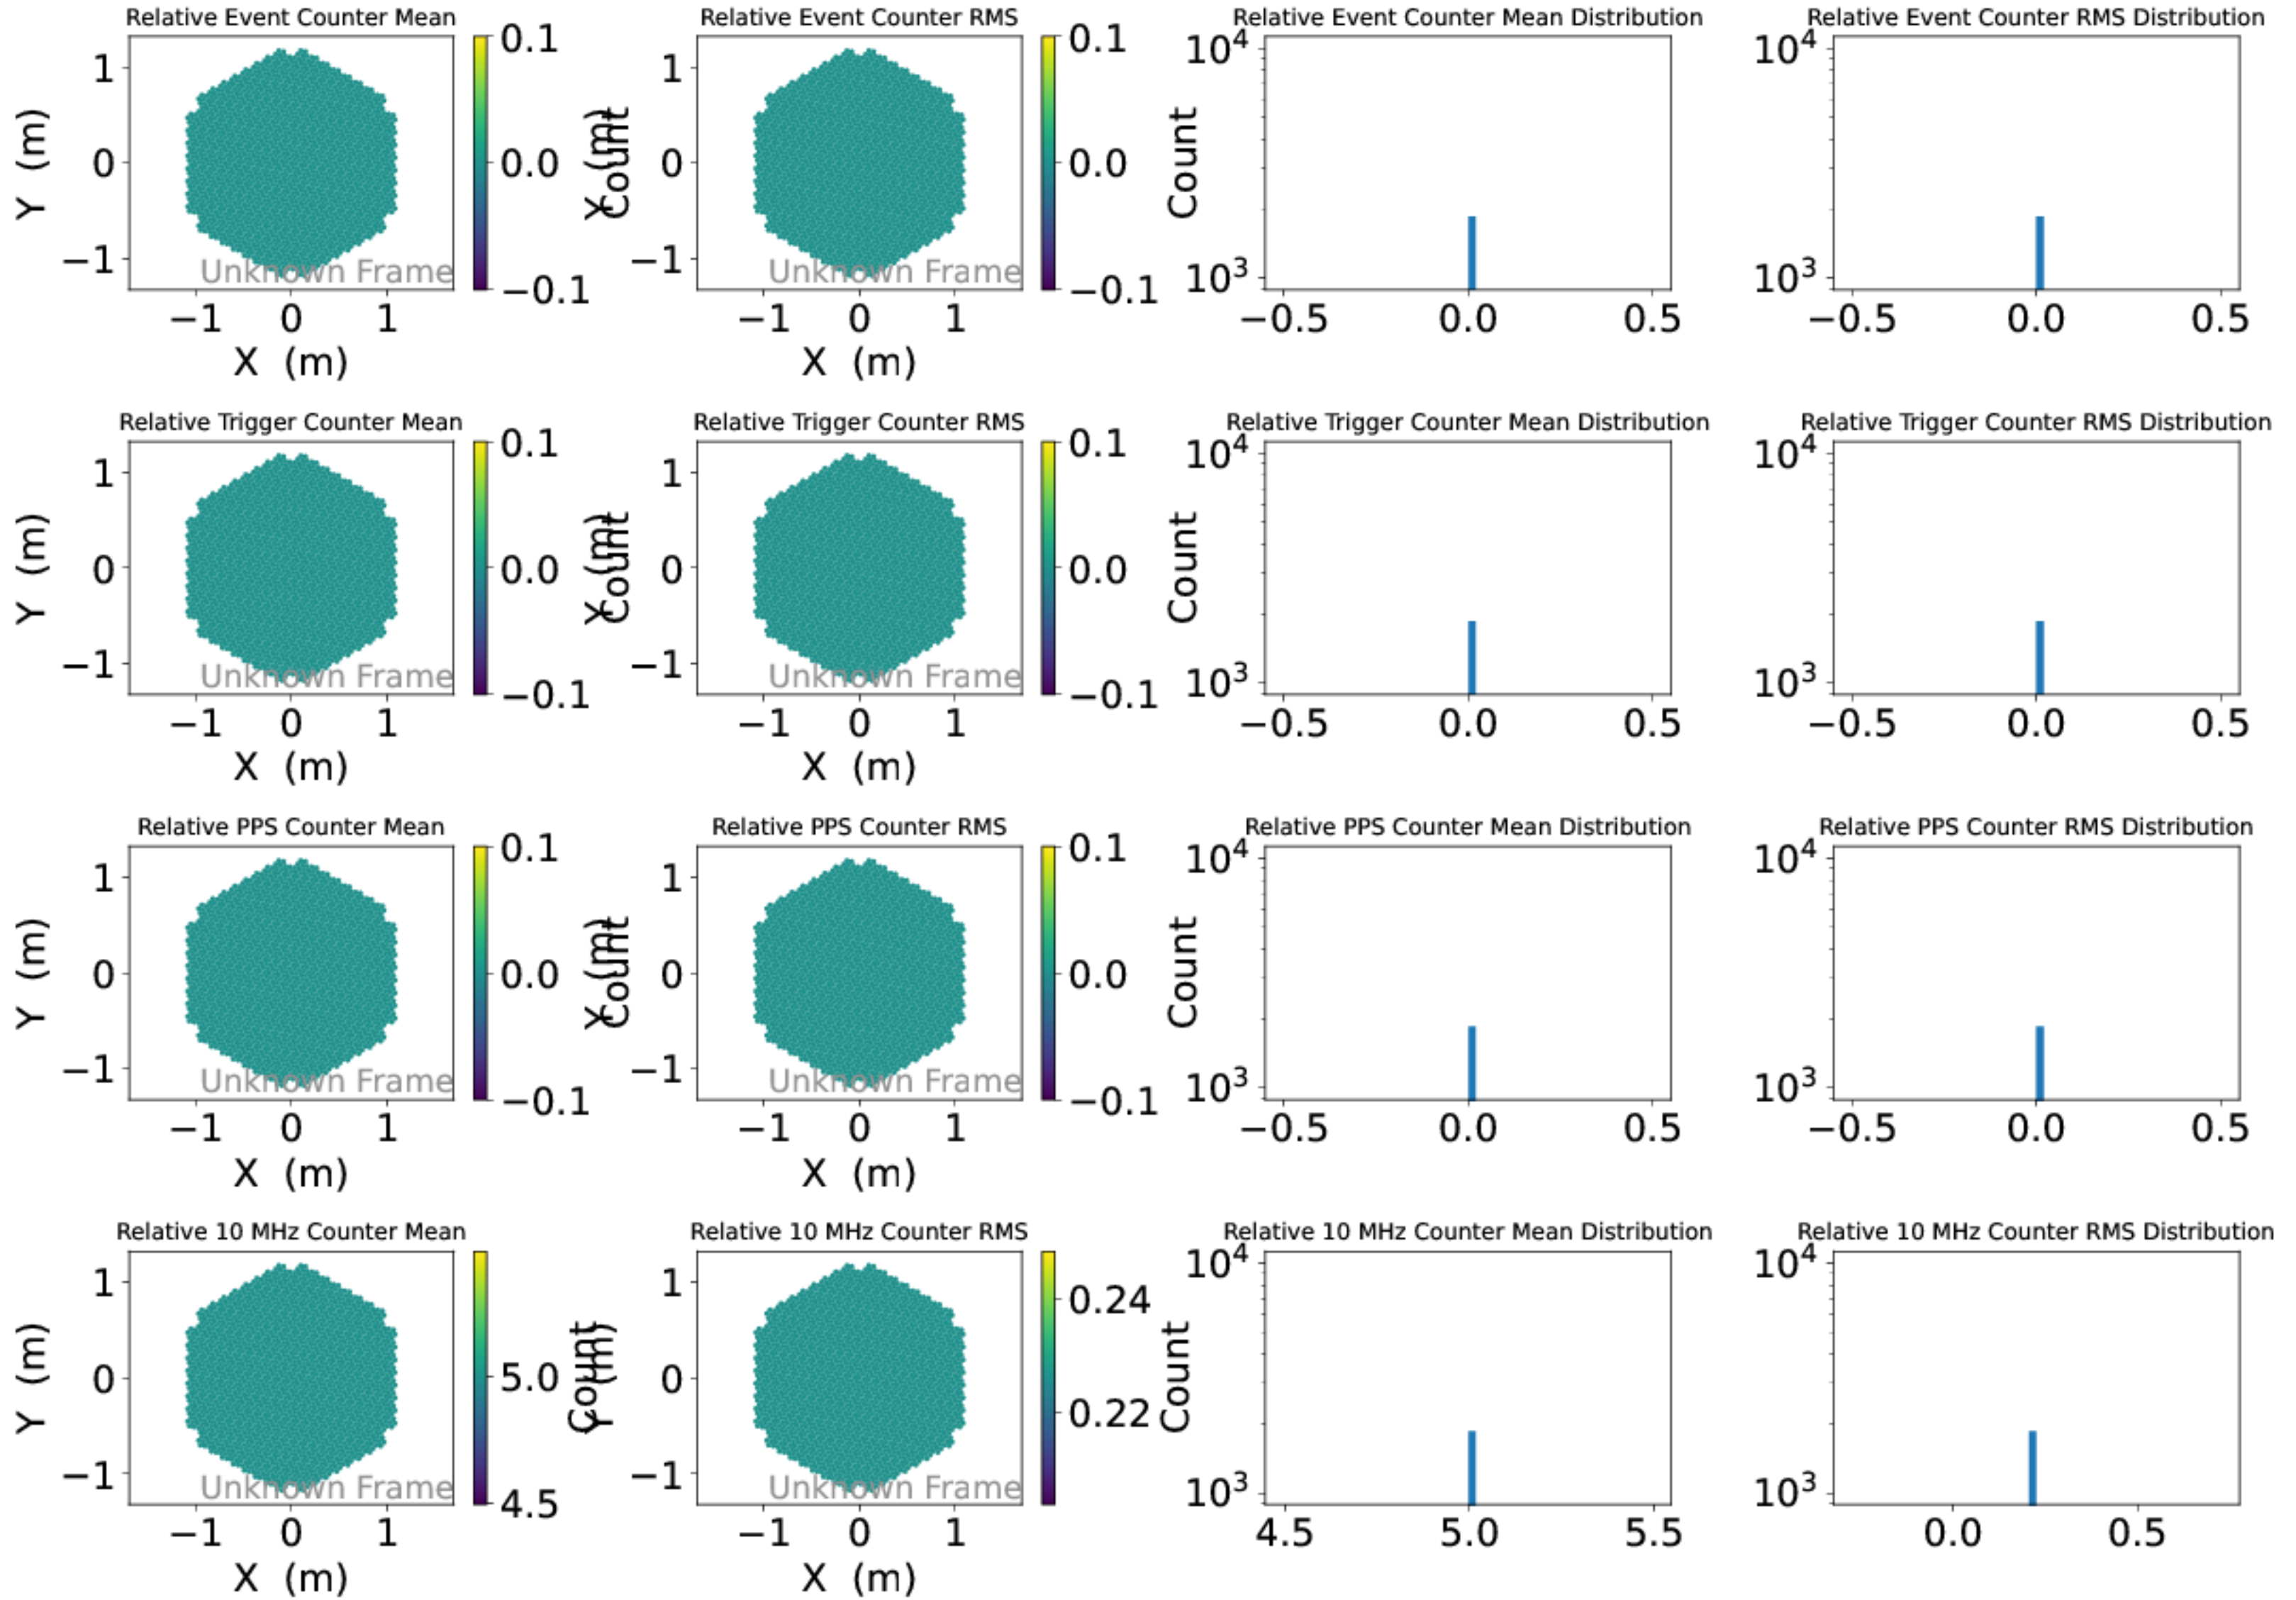 Relative Event Counter Mean
Relative Event Counter RMS
Relative Event Counter Mean Distribution
Relative Event Counter RMS Distribution
Y (m)
1
0
−1
Unknown Frame
−1 0 1
X (m)
0.1
0.0
−0.1
Count
Y (m)
1
0
−1
Unknown Frame
−1 0 1
X (m)
0.1
0.0
−0.1
Count
10⁴
10³
−0.5 0.0 0.5
10⁴
10³
−0.5 0.0 0.5
Relative Trigger Counter Mean
Relative Trigger Counter RMS
Relative Trigger Counter Mean Distribution
Relative Trigger Counter RMS Distribution
Y (m)
1
0
−1
Unknown Frame
−1 0 1
X (m)
0.1
0.0
−0.1
Count
Y (m)
1
0
−1
Unknown Frame
−1 0 1
X (m)
0.1
0.0
−0.1
Count
10⁴
10³
−0.5 0.0 0.5
10⁴
10³
−0.5 0.0 0.5
Relative PPS Counter Mean
Relative PPS Counter RMS
Relative PPS Counter Mean Distribution
Relative PPS Counter RMS Distribution
Y (m)
1
0
−1
Unknown Frame
−1 0 1
X (m)
0.1
0.0
−0.1
Count
Y (m)
1
0
−1
Unknown Frame
−1 0 1
X (m)
0.1
0.0
−0.1
Count
10⁴
10³
−0.5 0.0 0.5
10⁴
10³
−0.5 0.0 0.5
Relative 10 MHz Counter Mean
Relative 10 MHz Counter RMS
Relative 10 MHz Counter Mean Distribution
Relative 10 MHz Counter RMS Distribution
Y (m)
1
0
−1
Unknown Frame
−1 0 1
X (m)
5.0
4.5
Count
Y (m)
1
0
−1
Unknown Frame
−1 0 1
X (m)
0.24
0.22
Count
10⁴
10³
4.5 5.0 5.5
10⁴
10³
0.0 0.5